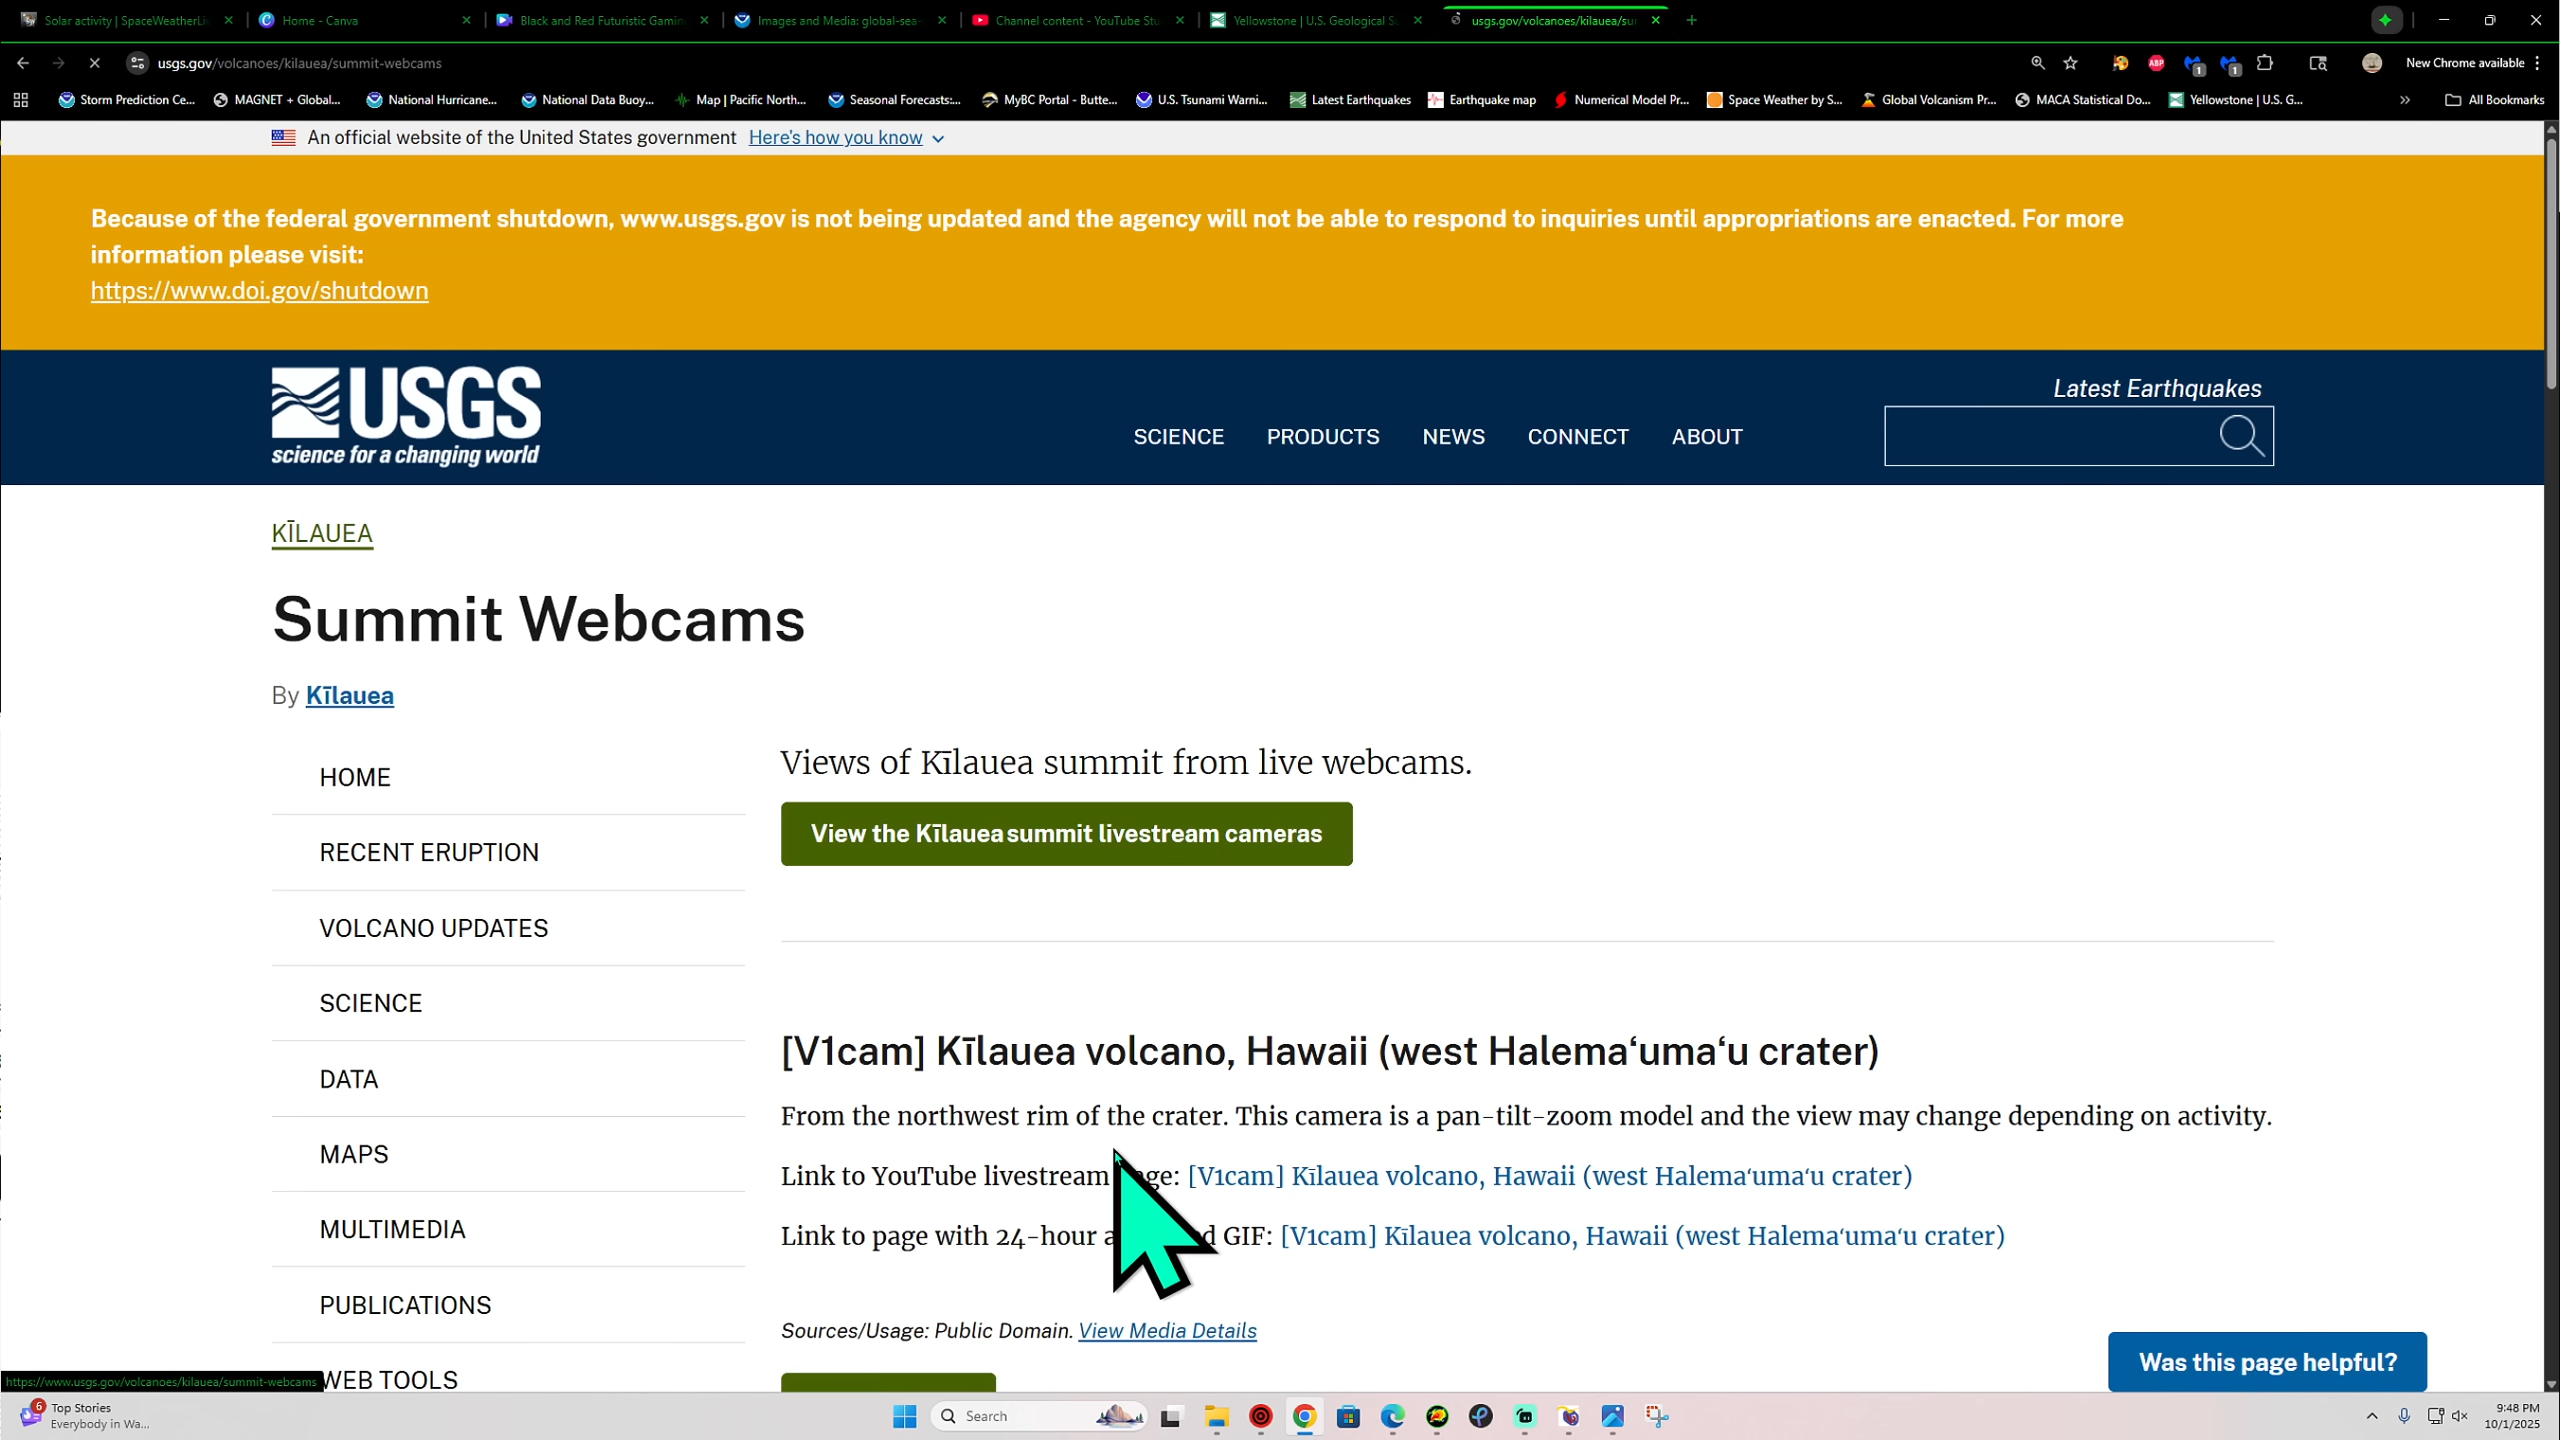 Solar activity | SpaceWeatherLi
Home - Canva
Black and Red Futuristic Gamin
Images and Media: global-sea-
Channel content - YouTube Stu
Yellowstone | U.S. Geological S
usgs.gov/volcanoes/kilauea/su
usgs.gov/volcanoes/kilauea/summit-webcams
ABP
1
1
New Chrome available
Storm Prediction Ce...
MAGNET + Global...
National Hurricane...
National Data Buoy...
Map | Pacific North...
Seasonal Forecasts:...
MyBC Portal - Butte...
U.S. Tsunami Warni...
Latest Earthquakes
Earthquake map
Numerical Model Pr...
Space Weather by S...
Global Volcanism Pr...
MACA Statistical Do...
Yellowstone | U.S. G...
All Bookmarks
An official website of the United States government Here's how you know
Because of the federal government shutdown, www.usgs.gov is not being updated and the agency will not be able to respond to inquiries until appropriations are enacted. For more
information please visit:
https://www.doi.gov/shutdown
USGS
science for a changing world
SCIENCE PRODUCTS NEWS CONNECT ABOUT
Latest Earthquakes
KĪLAUEA
Summit Webcams
By Kīlauea
HOME
RECENT ERUPTION
VOLCANO UPDATES
SCIENCE
DATA
MAPS
MULTIMEDIA
PUBLICATIONS
WEB TOOLS
Views of Kīlauea summit from live webcams.
View the Kīlauea summit livestream cameras
[V1cam] Kīlauea volcano, Hawaii (west Halemaʻumaʻu crater)
From the northwest rim of the crater. This camera is a pan-tilt-zoom model and the view may change depending on activity.
Link to YouTube livestream ge: [V1cam] Kīlauea volcano, Hawaii (west Halemaʻumaʻu crater)
Link to page with 24-hour a d GIF: [V1cam] Kīlauea volcano, Hawaii (west Halemaʻumaʻu crater)
Sources/Usage: Public Domain. View Media Details
Was this page helpful?
https://www.usgs.gov/volcanoes/kilauea/summit-webcams
6
Top Stories
Everybody in Wa...
Search
9:48 PM
10/1/2025